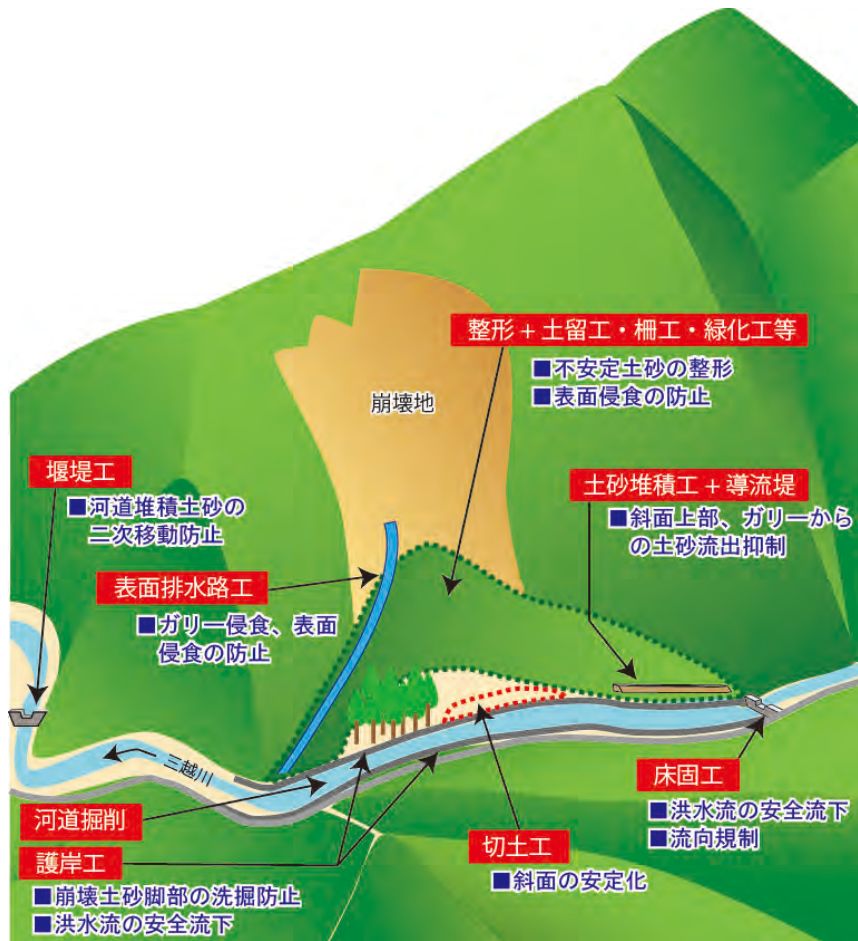 整形+土留工・柵工・緑化工等
■不安定土砂の整形
■表面侵食の防止
崩壊地
堰堤工
■河道堆積土砂の
二次移動防止
土砂堆積工+導流堤
■斜面上部、ガリーから
の土砂流出抑制
表面排水路工
■ガリー侵食、表面
侵食の防止
三越川
床固工
■洪水流の安全流下
■流向規制
河道掘削
護岸工
■崩壊土砂脚部の洗掘防止
■洪水流の安全流下
切土工
■斜面の安定化